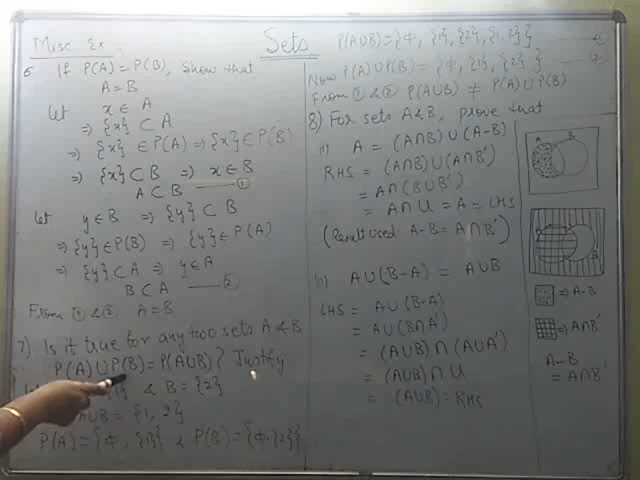 Misc Ex
Sets
6 If P(A) = P(B), show that
A = B
Let x ∈ A
⇒ {x} ⊂ A
⇒ {x} ∈ P(A) ⇒ {x} ∈ P(B)
⇒ {x} ⊂ B ⇒ x ∈ B
A ⊂ B —— ①
Let y ∈ B ⇒ {y} ⊂ B
⇒ {y} ∈ P(B) ⇒ {y} ∈ P(A)
⇒ {y} ⊂ A ⇒ y ∈ A
B ⊂ A —— ②
From ① & ② A = B
7) Is it true for any two sets A & B
P(A) ∪ P(B) = P(A∪B)? Justify
& B = {2}
A∪B = {1, 2}
P(A) = {Φ, {1}} & P(B) = {Φ, {2}}
P(A∪B) = {Φ, {1}, {2}, {1, 2}} —— ①
Now P(A) ∪ P(B) = {Φ, {1}, {2}} —— ②
From ① & ② P(A∪B) ≠ P(A) ∪ P(B)
8) For sets A & B, prove that
(i) A = (A∩B) ∪ (A-B)
RHS = (A∩B) ∪ (A∩B')
= A∩(B∪B')
= A∩U = A = LHS
(Result used A-B = A∩B')
(ii) A∪(B-A) = A∪B
LHS = A∪(B-A)
= A∪(B∩A')
= (A∪B) ∩ (A∪A')
= (A∪B) ∩ U
= (A∪B) = RHS
A B
B
⇒ A-B
⇒ A∩B'
A-B
= A∩B'